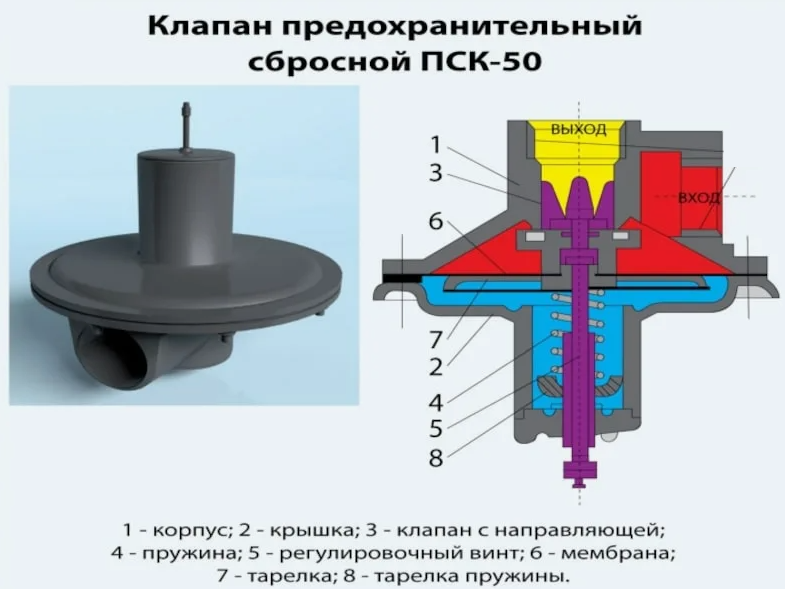 Клапан предохранительный
сбросной ПСК-50
ВЫХОД
1
3
ВХОД
6
7
2
4
5
8
1 - корпус; 2 - крышка; 3 - клапан с направляющей;
4 - пружина; 5 - регулировочный винт; 6 - мембрана;
7 - тарелка; 8 - тарелка пружины.